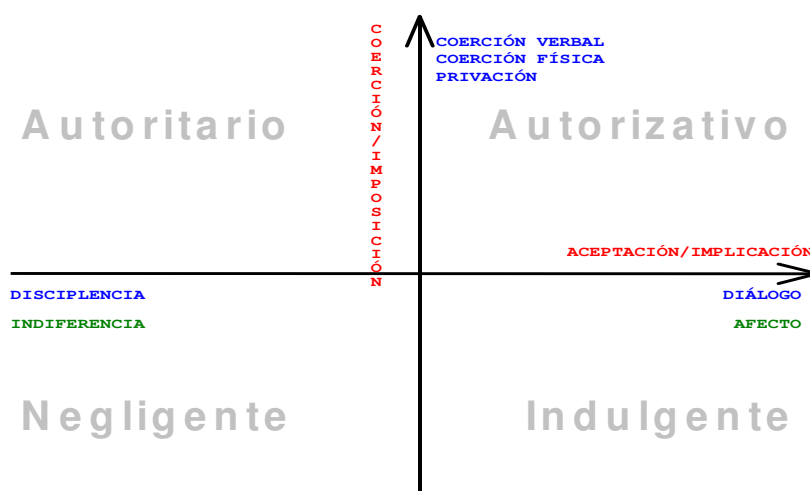 COERCIÓN/IMPOSICIÓN
COERCIÓN VERBAL
COERCIÓN FÍSICA
PRIVACIÓN
Autoritario
Autorizativo
ACEPTACIÓN/IMPLICACIÓN
DISCIPLENCIA
DIÁLOGO
INDIFERENCIA
AFECTO
Negligente
Indulgente